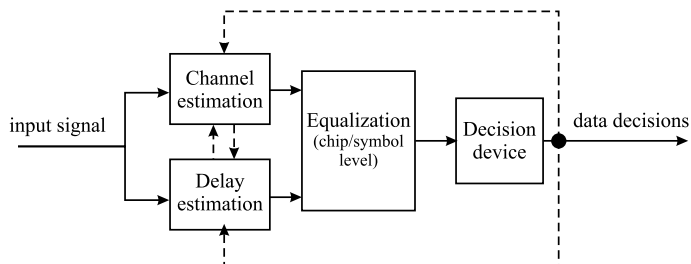 input signal
Channel
estimation
Delay
estimation
Equalization
(chip/symbol
level)
Decision
device
data decisions